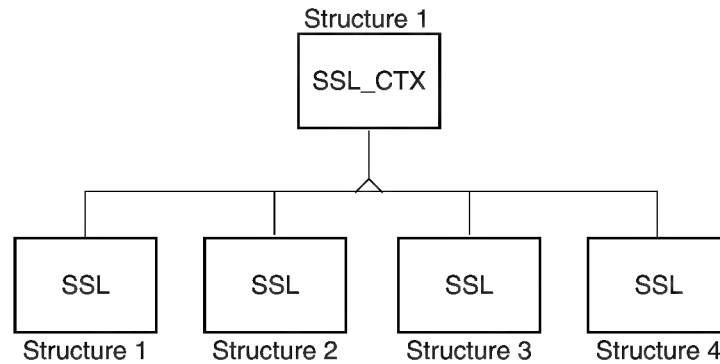 Structure 1
SSL_CTX
SSL SSL SSL SSL
Structure 1 Structure 2 Structure 3 Structure 4